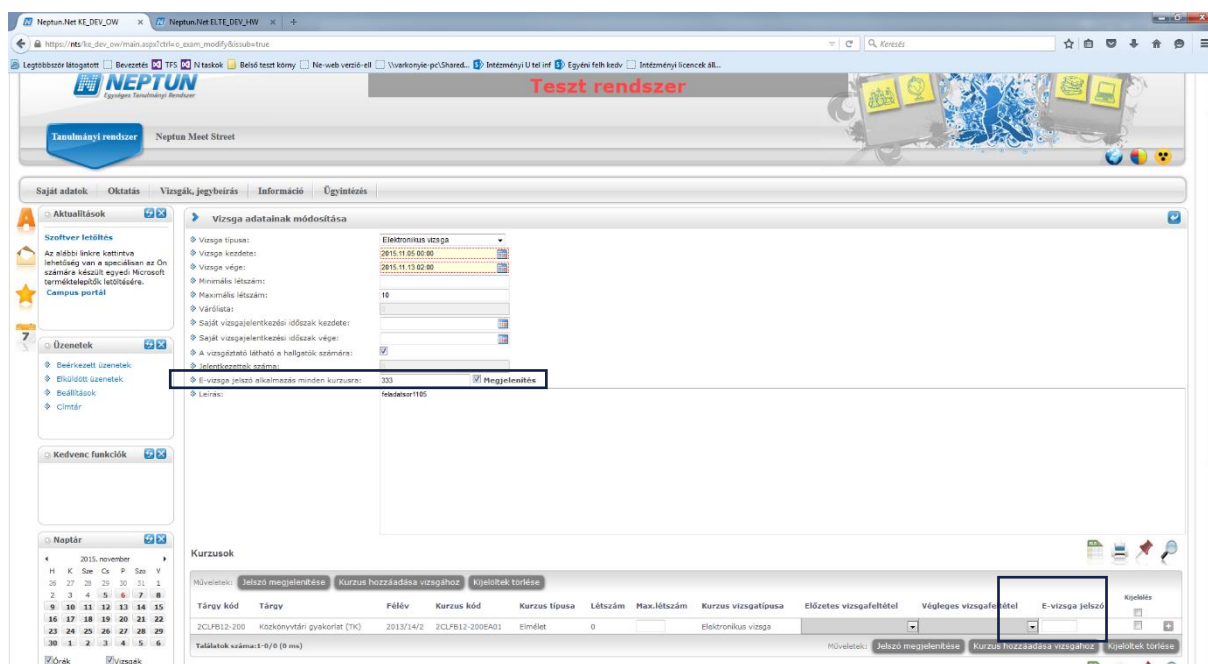 Neptun.Net KE_DEV_OW × Neptun.Net ELTE_DEV_HW × +
https://nts/ke_dev_ow/main.aspx?ctrl=o_exam_modify&issub=true Keresés
Legtöbbször látogatott Bevezetés TFS N taskok Belső teszt körny Ne-web verzió-ell \\varkonyie-pc\Shared... Intézményi U tel inf Egyéni felh kedv Intézményi licencek áll...
NEPTUN
Egységes Tanulmányi Rendszer
Teszt rendszer
Tanulmányi rendszer Neptun Meet Street
Saját adatok Oktatás Vizsgák, jegybeírás Információ Ügyintézés
Aktualitások
Szoftver letöltés
Az alábbi linkre kattintva
lehetőség van a speciálisan az Ön
számára készült egyedi Microsoft
terméktelepítők letöltésére.
Campus portál
7
Üzenetek
Beérkezett üzenetek
Elküldött üzenetek
Beállítások
Címtár
Kedvenc funkciók
Naptár
2015. november
H K Sze Cs P Szo V
26 27 28 29 30 31 1
2 3 4 5 6 7 8
9 10 11 12 13 14 15
16 17 18 19 20 21 22
23 24 25 26 27 28 29
30 1 2 3 4 5 6
Órák Vizsgák
Vizsga adatainak módosítása
Vizsga típusa: Elektronikus vizsga
Vizsga kezdete: 2015.11.05 00:00
Vizsga vége: 2015.11.13 02:00
Minimális létszám:
Maximális létszám: 10
Várólista:
Saját vizsgajelentkezési időszak kezdete:
Saját vizsgajelentkezési időszak vége:
A vizsgáztató látható a hallgatók számára:
Jelentkezettek száma:
E-vizsga jelszó alkalmazás minden kurzusra: 333 Megjelenítés
Leírás: feladatsor1105
Kurzusok
Műveletek: Jelszó megjelenítése Kurzus hozzáadása vizsgához Kijelöltek törlése
Tárgy kód Tárgy Félév Kurzus kód Kurzus típusa Létszám Max.létszám Kurzus vizsgatípusa Előzetes vizsgafeltétel Végleges vizsgafeltétel E-vizsga jelszó Kijelölés
2CLFB12-200 Közkönyvtári gyakorlat (TK) 2013/14/2 2CLFB12-200EA01 Elmélet 0 Elektronikus vizsga
Találatok száma:1-0/0 (0 ms) Műveletek: Jelszó megjelenítése Kurzus hozzáadása vizsgához Kijelöltek törlése